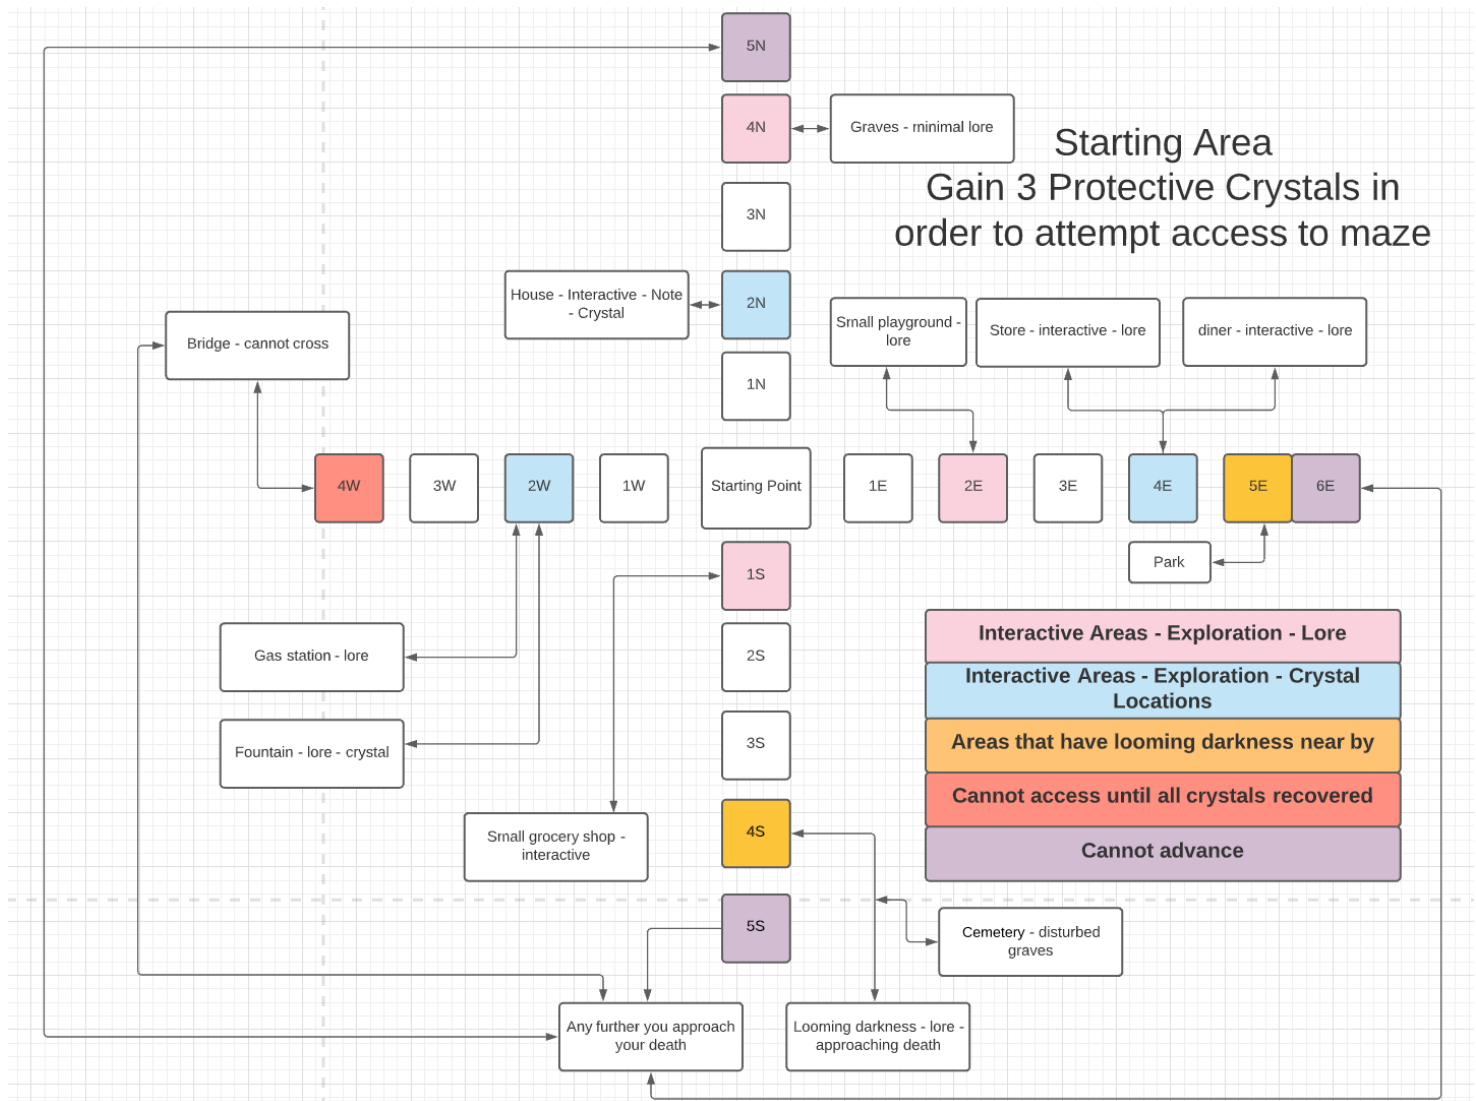 5N
4N
Graves - minimal lore
Starting Area
Gain 3 Protective Crystals in
order to attempt access to maze
3N
House - Interactive - Note
- Crystal
2N
Small playground -
lore
Store - interactive - lore
diner - interactive - lore
Bridge - cannot cross
1N
4W
3W
2W
1W
Starting Point
1E
2E
3E
4E
5E
6E
Park
1S
Gas station - lore
2S
Interactive Areas - Exploration - Lore
Interactive Areas - Exploration - Crystal
Locations
Areas that have looming darkness near by
Cannot access until all crystals recovered
Cannot advance
Fountain - lore - crystal
3S
Small grocery shop -
interactive
4S
5S
Cemetery - disturbed
graves
Any further you approach
your death
Looming darkness - lore -
approaching death